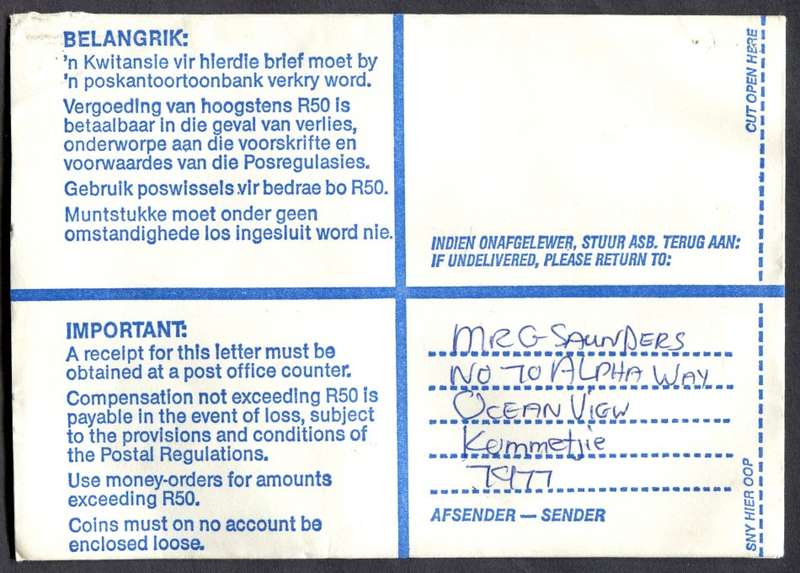 BELANGRIK:
'n Kwitansie vir hierdie brief moet by
'n poskantoortoonbank verkry word.
Vergoeding van hoogstens R50 is
betaalbaar in die geval van verlies,
onderworpe aan die voorskrifte en
voorwaardes van die Posregulasies.
Gebruik poswissels vir bedrae bo R50.
Muntstukke moet onder geen
omstandighede los ingesluit word nie.
IMPORTANT:
A receipt for this letter must be
obtained at a post office counter.
Compensation not exceeding R50 is
payable in the event of loss, subject
to the provisions and conditions of
the Postal Regulations.
Use money-orders for amounts
exceeding R50.
Coins must on no account be
enclosed loose.
INDIEN ONAFGELEWER, STUUR ASB. TERUG AAN:
IF UNDELIVERED, PLEASE RETURN TO:
MR G SAUNDERS
NO 70 ALPHA WAY
OCEAN VIEW
Kommetjie
7977
AFSENDER — SENDER
CUT OPEN HERE
SNY HIER OOP